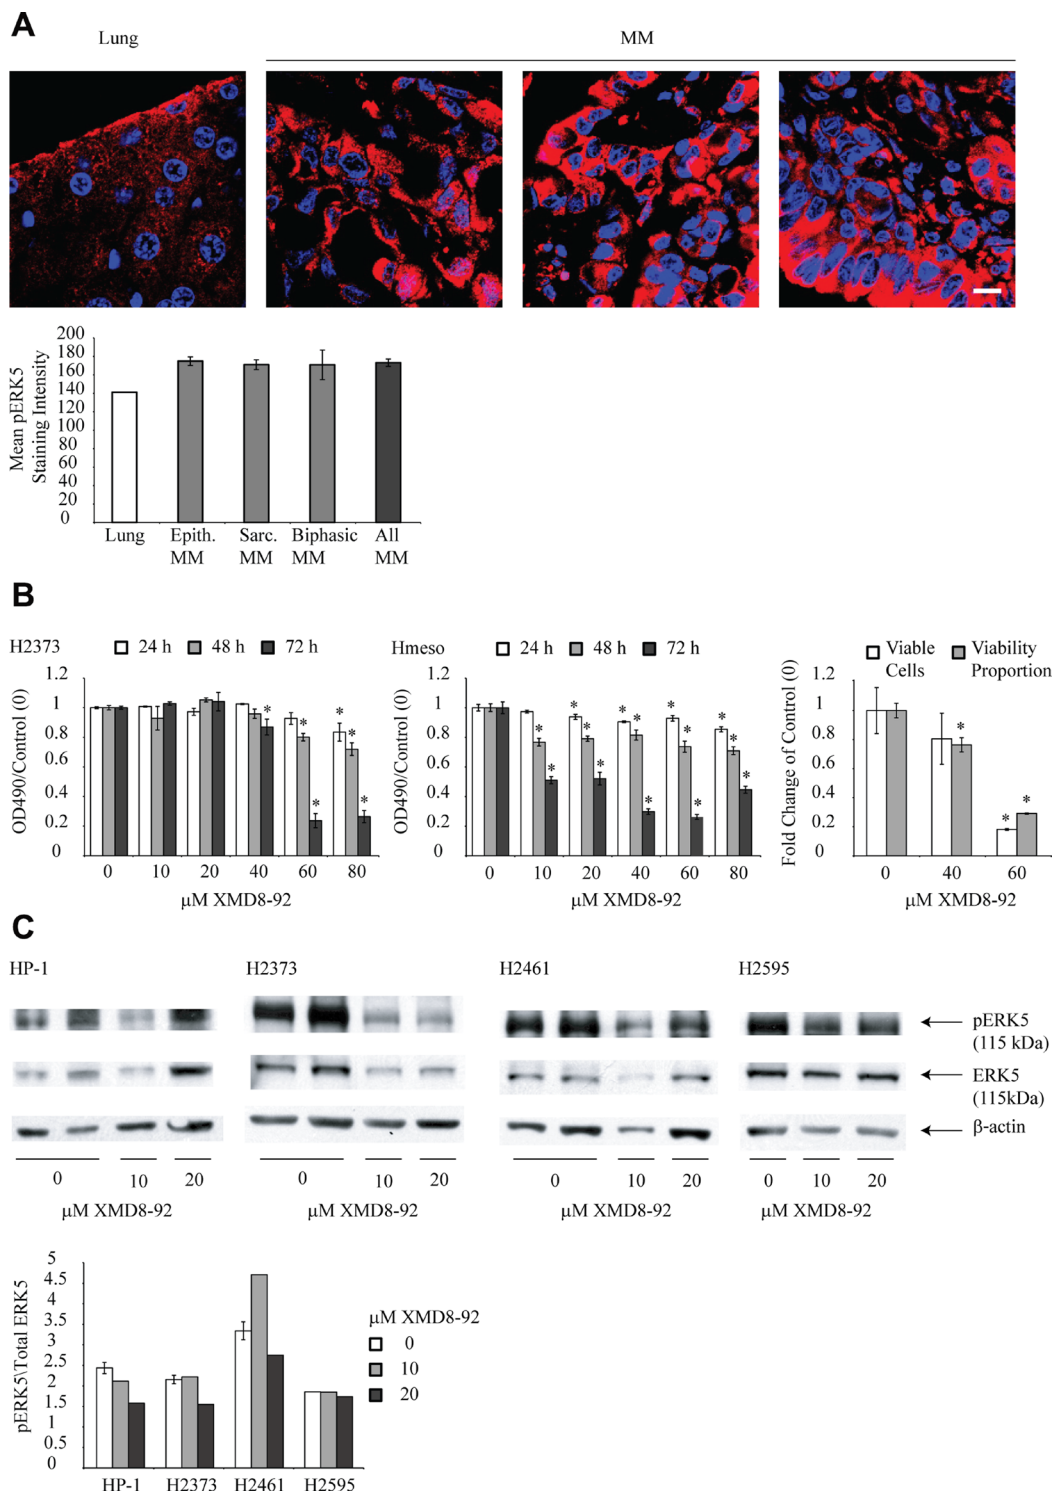 A
Lung
MM
Mean pERK5
Staining Intensity
200
180
160
140
120
100
80
60
40
20
0
Lung
Epith.
MM
Sarc.
MM
Biphasic
MM
All
MM
B
H2373
24 h
48 h
72 h
OD490/Control (0)
1.2
1
0.8
0.6
0.4
0.2
0
* * * * * * *
0 10 20 40 60 80
μM XMD8-92
Hmeso
24 h
48 h
72 h
OD490/Control (0)
1.2
1
0.8
0.6
0.4
0.2
0
* * * * * * * * * * * * * *
0 10 20 40 60 80
μM XMD8-92
Viable
Cells
Viability
Proportion
Fold Change of Control (0)
1.2
1
0.8
0.6
0.4
0.2
0
* * *
0 40 60
μM XMD8-92
C
HP-1
H2373
H2461
H2595
pERK5
(115 kDa)
ERK5
(115kDa)
β-actin
0 10 20
0 10 20
0 10 20
0 10 20
μM XMD8-92
μM XMD8-92
μM XMD8-92
μM XMD8-92
pERK5\Total ERK5
5
4.5
4
3.5
3
2.5
2
1.5
1
0.5
0
HP-1 H2373 H2461 H2595
μM XMD8-92
0
10
20